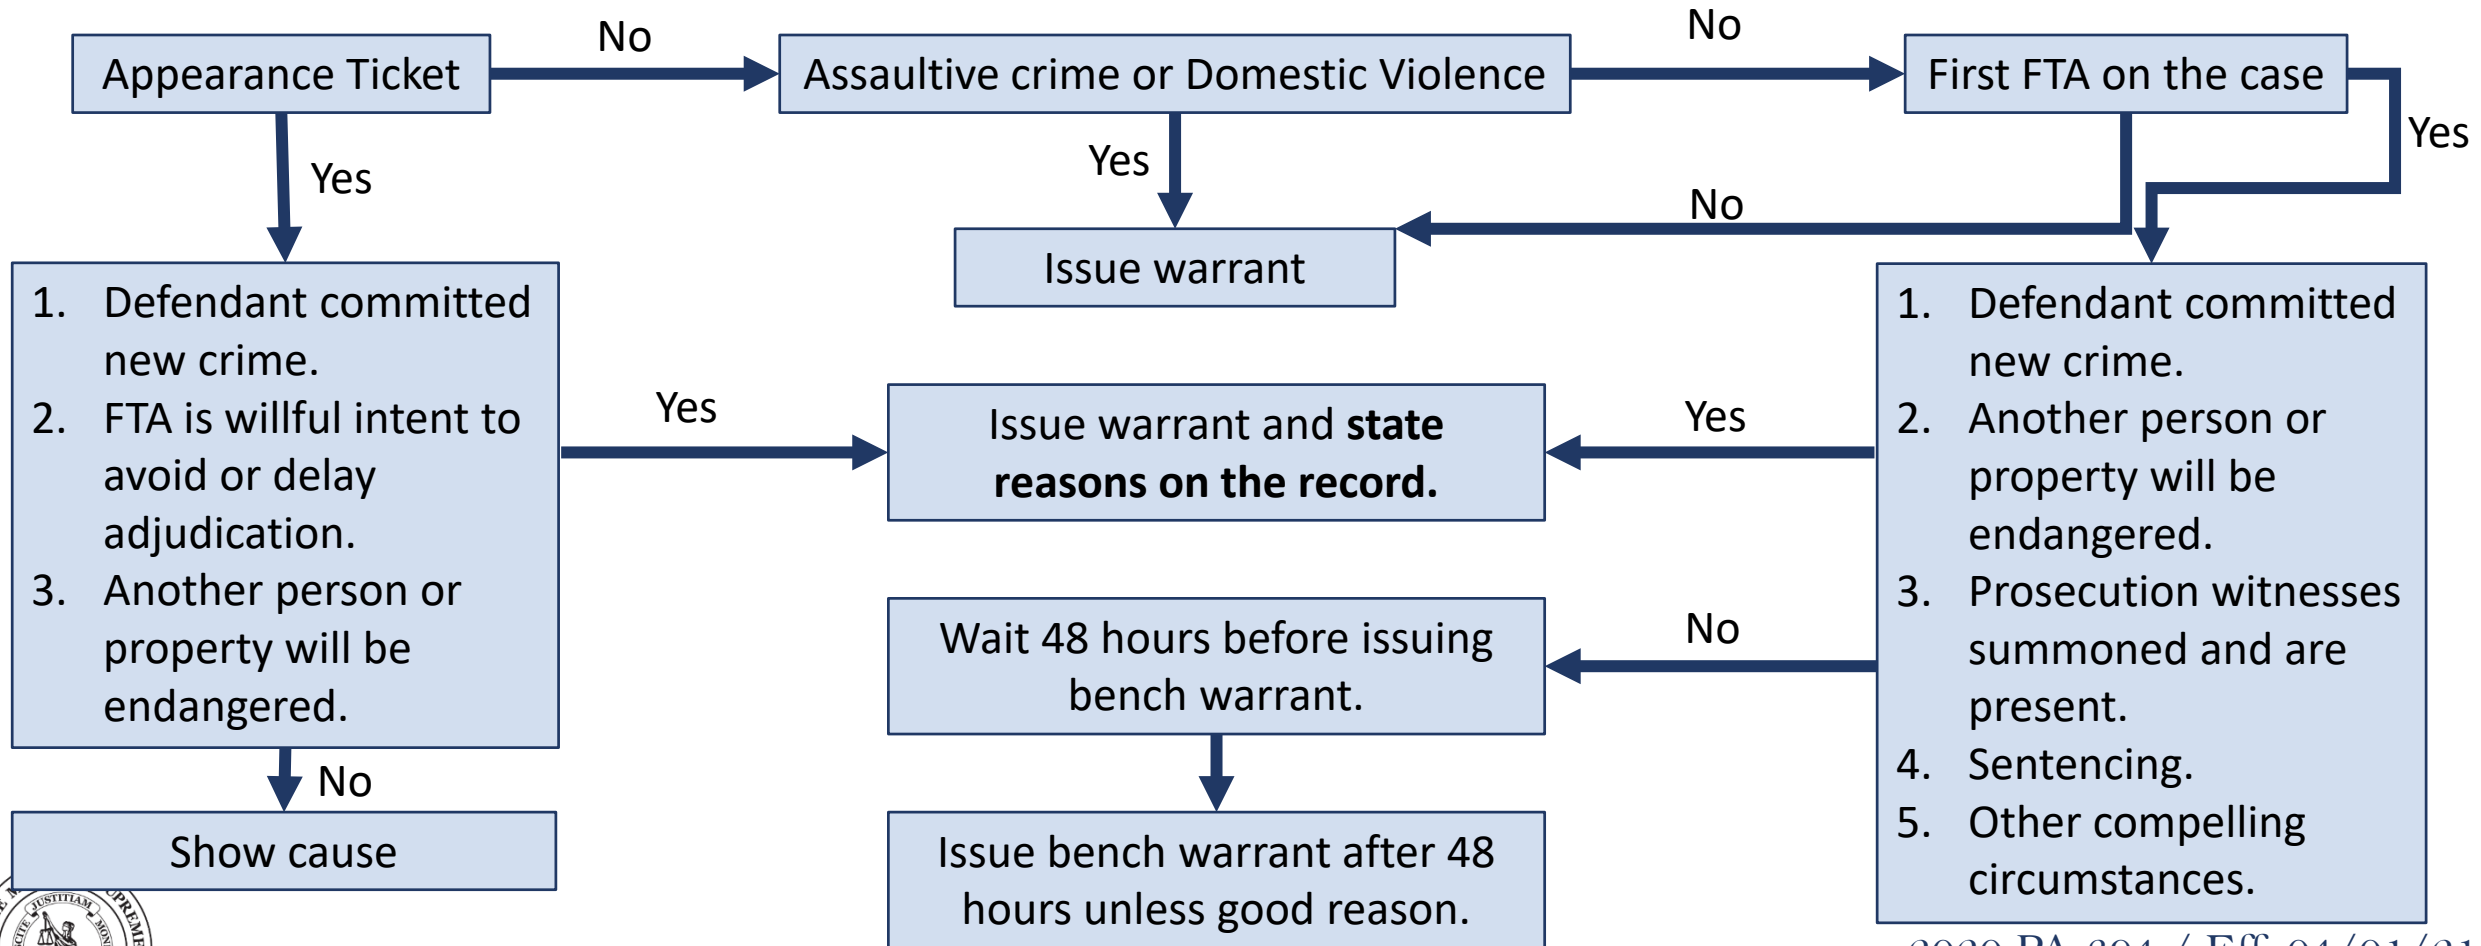 No
No
Appearance Ticket
Assaultive crime or Domestic Violence
First FTA on the case
Yes
Yes
Yes
No
Issue warrant
1. Defendant committed
new crime.
2. FTA is willful intent to
avoid or delay
adjudication.
3. Another person or
property will be
endangered.
Yes
Issue warrant and state
reasons on the record.
Yes
1. Defendant committed
new crime.
2. Another person or
property will be
endangered.
3. Prosecution witnesses
summoned and are
present.
4. Sentencing.
5. Other compelling
circumstances.
Wait 48 hours before issuing
bench warrant.
No
No
Show cause
Issue bench warrant after 48
hours unless good reason.
JUSTITIAM